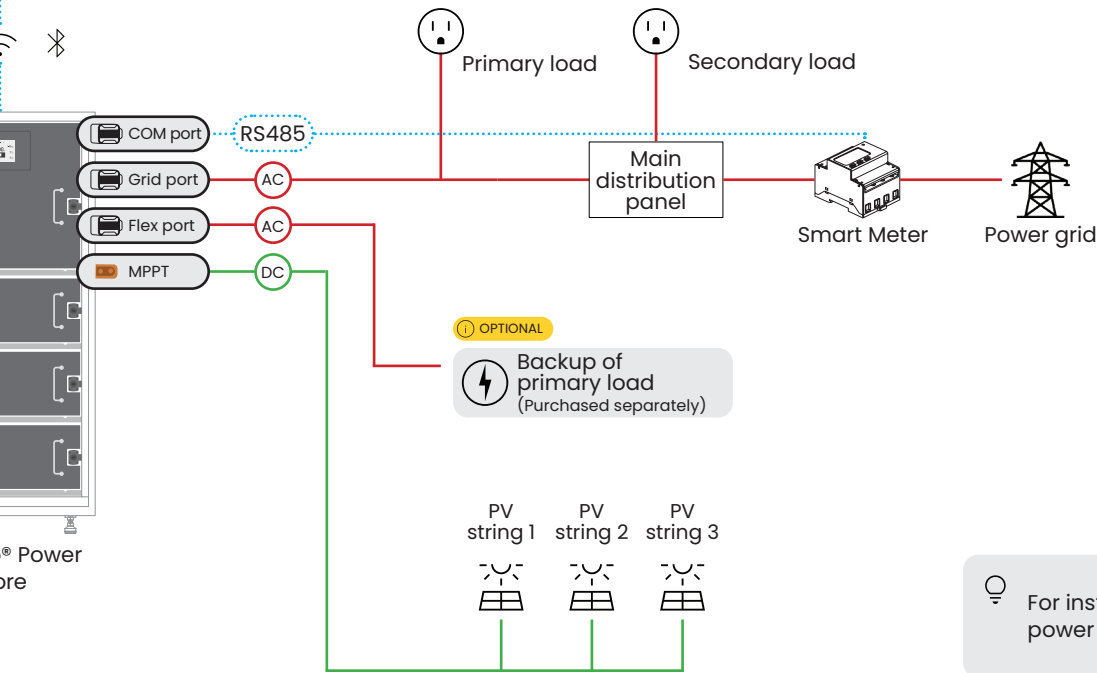 Primary load
Secondary load
COM port
RS485
Grid port
AC
Main
distribution
panel
Flex port
AC
Smart Meter
Power grid
MPPT
DC
OPTIONAL
Backup of
primary load
(Purchased separately)
PV
string 1
PV
string 2
PV
string 3
® Power
ore
For inst
power